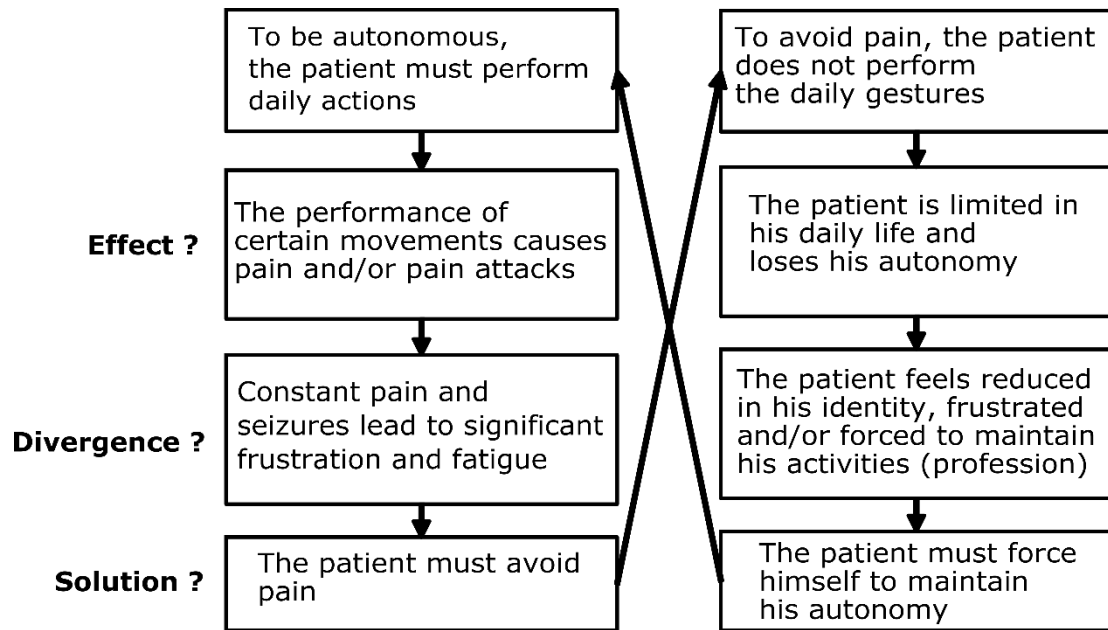 To be autonomous,
the patient must perform
daily actions
Effect ?
The performance of
certain movements causes
pain and/or pain attacks
Divergence ?
Constant pain and
seizures lead to significant
frustration and fatigue
Solution ?
The patient must avoid
pain
To avoid pain, the patient
does not perform
the daily gestures
The patient is limited in
his daily life and
loses his autonomy
The patient feels reduced
in his identity, frustrated
and/or forced to maintain
his activities (profession)
The patient must force
himself to maintain
his autonomy